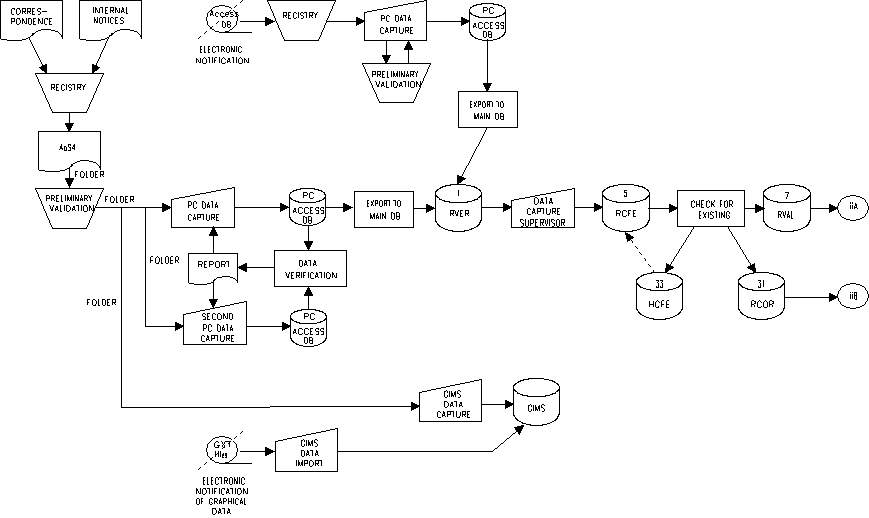 CORRES-
PONDENCE
INTERNAL
NOTICES
REGISTRY
ApS4
FOLDER
PRELIMINARY
VALIDATION
FOLDER
Access
DB
ELECTRONIC
NOTIFICATION
REGISTRY
PC DATA
CAPTURE
PRELIMINARY
VALIDATION
PC
ACCESS
DB
EXPORT TO
MAIN DB
PC DATA
CAPTURE
PC
ACCESS
DB
EXPORT TO
MAIN DB
1
RVER
DATA
CAPTURE
SUPERVISOR
5
RCFE
CHECK FOR
EXISTING
7
RVAL
iiA
FOLDER
REPORT
DATA
VERIFICATION
33
HCFE
31
RCOR
iiB
FOLDER
SECOND
PC DATA
CAPTURE
PC
ACCESS
DB
CIMS
DATA
CAPTURE
CIMS
CIMS
DATA
IMPORT
ELECTRONIC
NOTIFICATION
OF GRAPHICAL
DATA